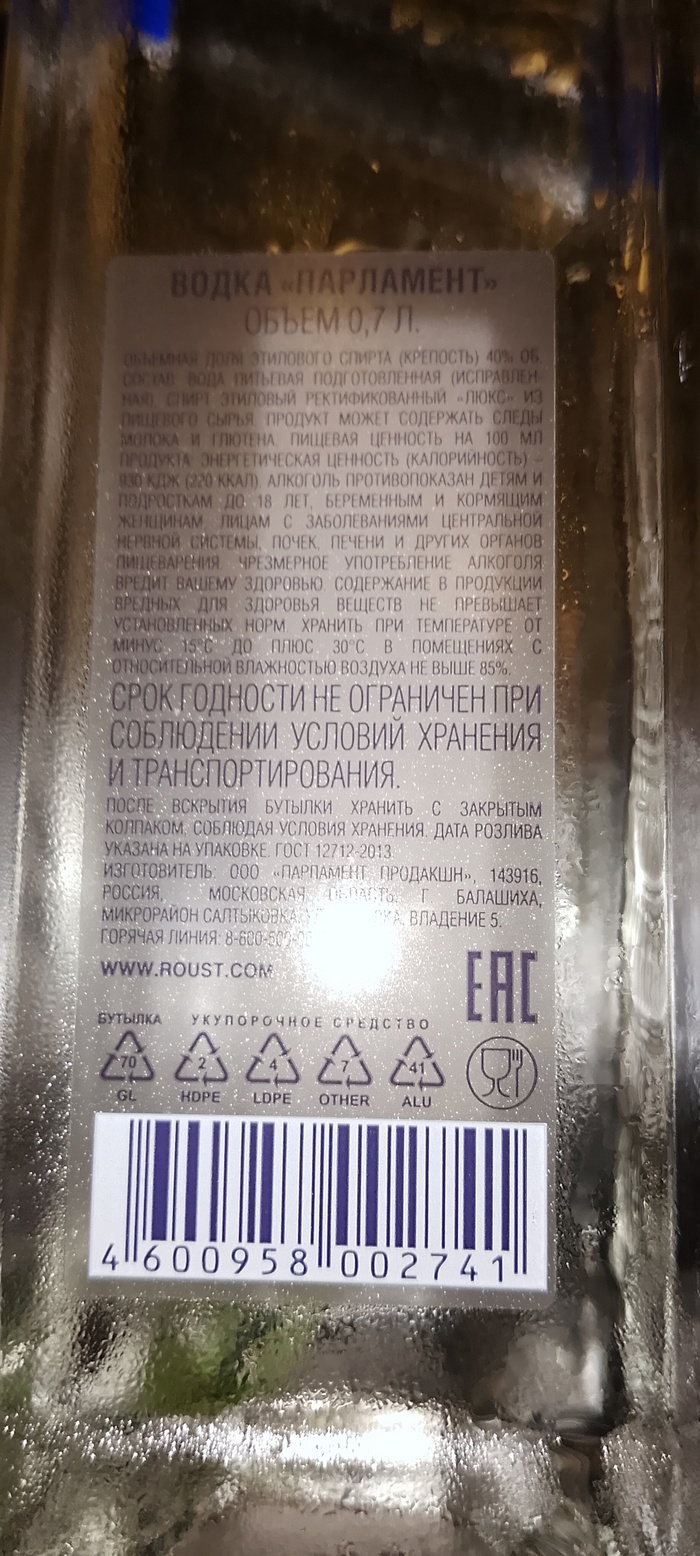 ВОДКА «ПАРЛАМЕНТ»
ОБЪЕМ 0,7 Л.
ОБЪЕМНАЯ ДОЛЯ ЭТИЛОВОГО СПИРТА (КРЕПОСТЬ) 40% ОБ.
СОСТАВ: ВОДА ПИТЬЕВАЯ ПОДГОТОВЛЕННАЯ (ИСПРАВЛЕН-
НАЯ), СПИРТ ЭТИЛОВЫЙ РЕКТИФИКОВАННЫЙ «ЛЮКС» ИЗ
ПИЩЕВОГО СЫРЬЯ. ПРОДУКТ МОЖЕТ СОДЕРЖАТЬ СЛЕДЫ
МОЛОКА И ГЛЮТЕНА. ПИЩЕВАЯ ЦЕННОСТЬ НА 100 МЛ
ПРОДУКТА: ЭНЕРГЕТИЧЕСКАЯ ЦЕННОСТЬ (КАЛОРИЙНОСТЬ) –
930 КДЖ (220 ККАЛ). АЛКОГОЛЬ ПРОТИВОПОКАЗАН ДЕТЯМ И
ПОДРОСТКАМ ДО 18 ЛЕТ, БЕРЕМЕННЫМ И КОРМЯЩИМ
ЖЕНЩИНАМ, ЛИЦАМ С ЗАБОЛЕВАНИЯМИ ЦЕНТРАЛЬНОЙ
НЕРВНОЙ СИСТЕМЫ, ПОЧЕК, ПЕЧЕНИ И ДРУГИХ ОРГАНОВ
ПИЩЕВАРЕНИЯ. ЧРЕЗМЕРНОЕ УПОТРЕБЛЕНИЕ АЛКОГОЛЯ
ВРЕДИТ ВАШЕМУ ЗДОРОВЬЮ. СОДЕРЖАНИЕ В ПРОДУКЦИИ
ВРЕДНЫХ ДЛЯ ЗДОРОВЬЯ ВЕЩЕСТВ НЕ ПРЕВЫШАЕТ
УСТАНОВЛЕННЫХ НОРМ. ХРАНИТЬ ПРИ ТЕМПЕРАТУРЕ ОТ
МИНУС 15°С ДО ПЛЮС 30°С В ПОМЕЩЕНИЯХ С
ОТНОСИТЕЛЬНОЙ ВЛАЖНОСТЬЮ ВОЗДУХА НЕ ВЫШЕ 85%.
СРОК ГОДНОСТИ НЕ ОГРАНИЧЕН ПРИ
СОБЛЮДЕНИИ УСЛОВИЙ ХРАНЕНИЯ
И ТРАНСПОРТИРОВАНИЯ.
ПОСЛЕ ВСКРЫТИЯ БУТЫЛКИ ХРАНИТЬ С ЗАКРЫТЫМ
КОЛПАКОМ, СОБЛЮДАЯ УСЛОВИЯ ХРАНЕНИЯ. ДАТА РОЗЛИВА
УКАЗАНА НА УПАКОВКЕ. ГОСТ 12712-2013
ИЗГОТОВИТЕЛЬ: ООО «ПАРЛАМЕНТ ПРОДАКШН», 143916,
РОССИЯ, МОСКОВСКАЯ ОБЛАСТЬ, Г. БАЛАШИХА,
МИКРОРАЙОН САЛТЫКОВКА, ВЛАДЕНИЕ 5.
ГОРЯЧАЯ ЛИНИЯ:
WWW.ROUST.COM
EAC
БУТЫЛКА УКУПОРОЧНОЕ СРЕДСТВО
70 2 4 7 41
GL HDPE LDPE OTHER ALU
4 600958 002741